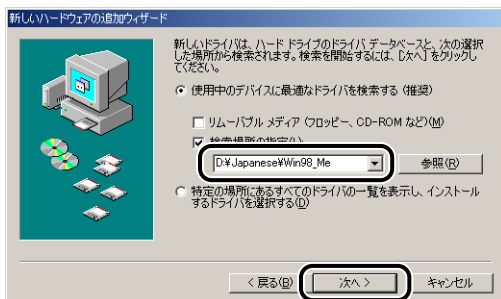 新しいハードウェアの追加ウィザード
新しいドライバは、ハード ドライブのドライバ データベースと、次の選択
した場所から検索されます。検索を開始するには、[次へ] をクリックし
てください。
使用中のデバイスに最適なドライバを検索する (推奨)
リムーバブル メディア (フロッピー、CD-ROM など)(M)
検索場所の指定(L)
D:¥Japanese¥Win98_Me
参照(R)
特定の場所にあるすべてのドライバの一覧を表示し、インストール
するドライバを選択する(D)
< 戻る(B)
次へ >
キャンセル